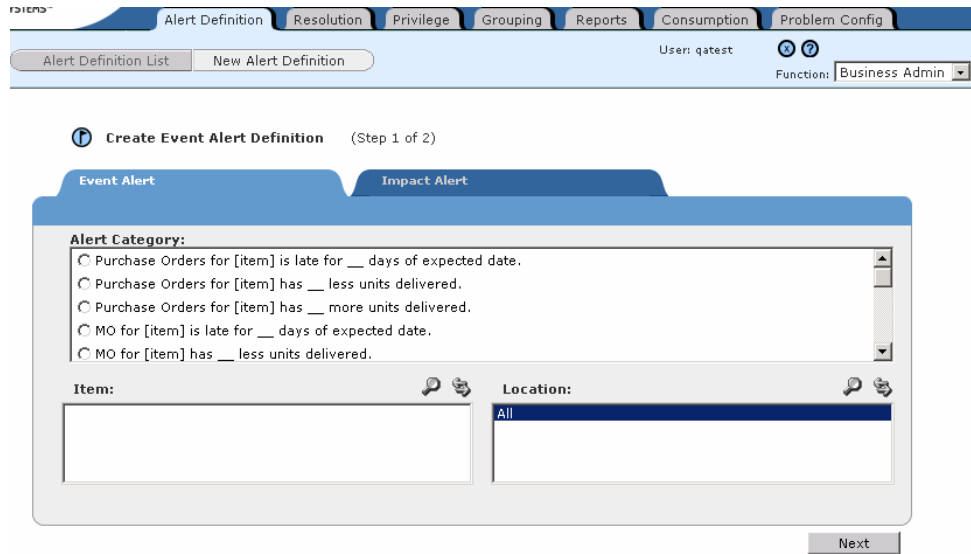 Alert Definition Resolution Privilege Grouping Reports Consumption Problem Config
Alert Definition List New Alert Definition User: qatest
Function: Business Admin
Create Event Alert Definition (Step 1 of 2)
Event Alert Impact Alert
Alert Category:
Purchase Orders for [item] is late for __ days of expected date.
Purchase Orders for [item] has __ less units delivered.
Purchase Orders for [item] has __ more units delivered.
MO for [item] is late for __ days of expected date.
MO for [item] has __ less units delivered.
Item: Location:
All
Next